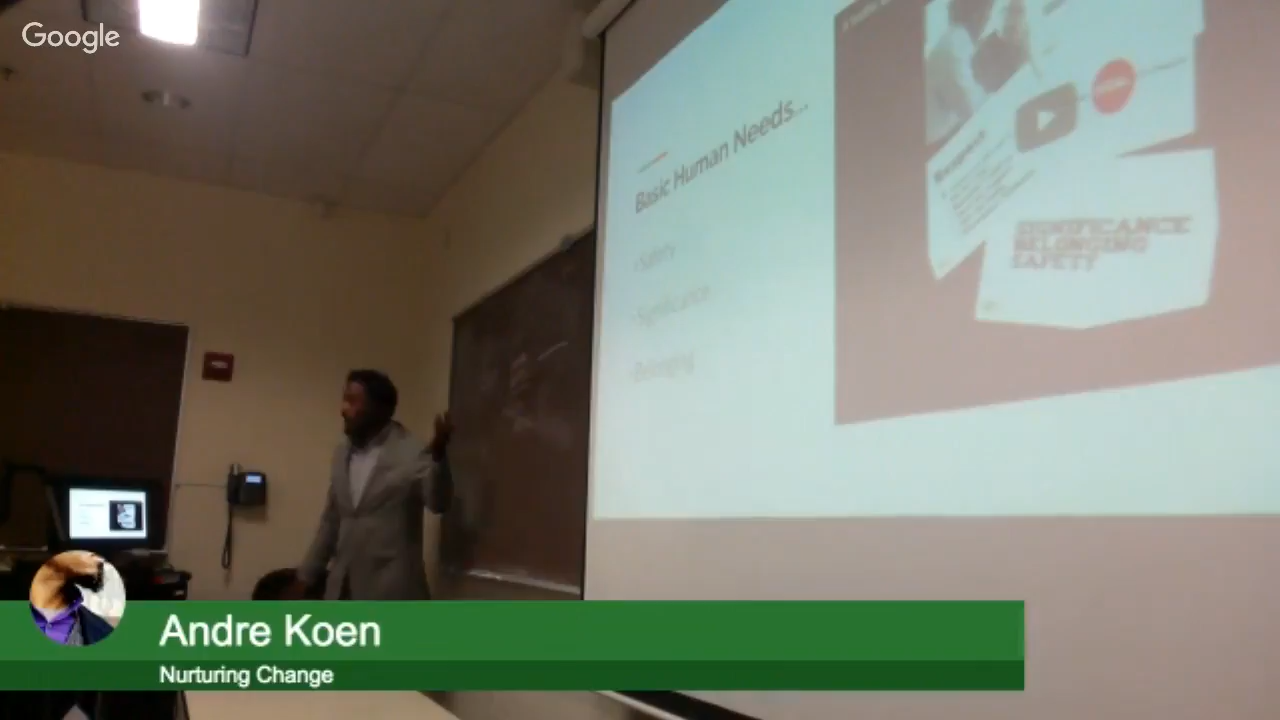 Google
Basic Human Needs...
Safety
Significance
Belonging
SIGNIFICANCE
BELONGING
SAFETY
Andre Koen
Nurturing Change